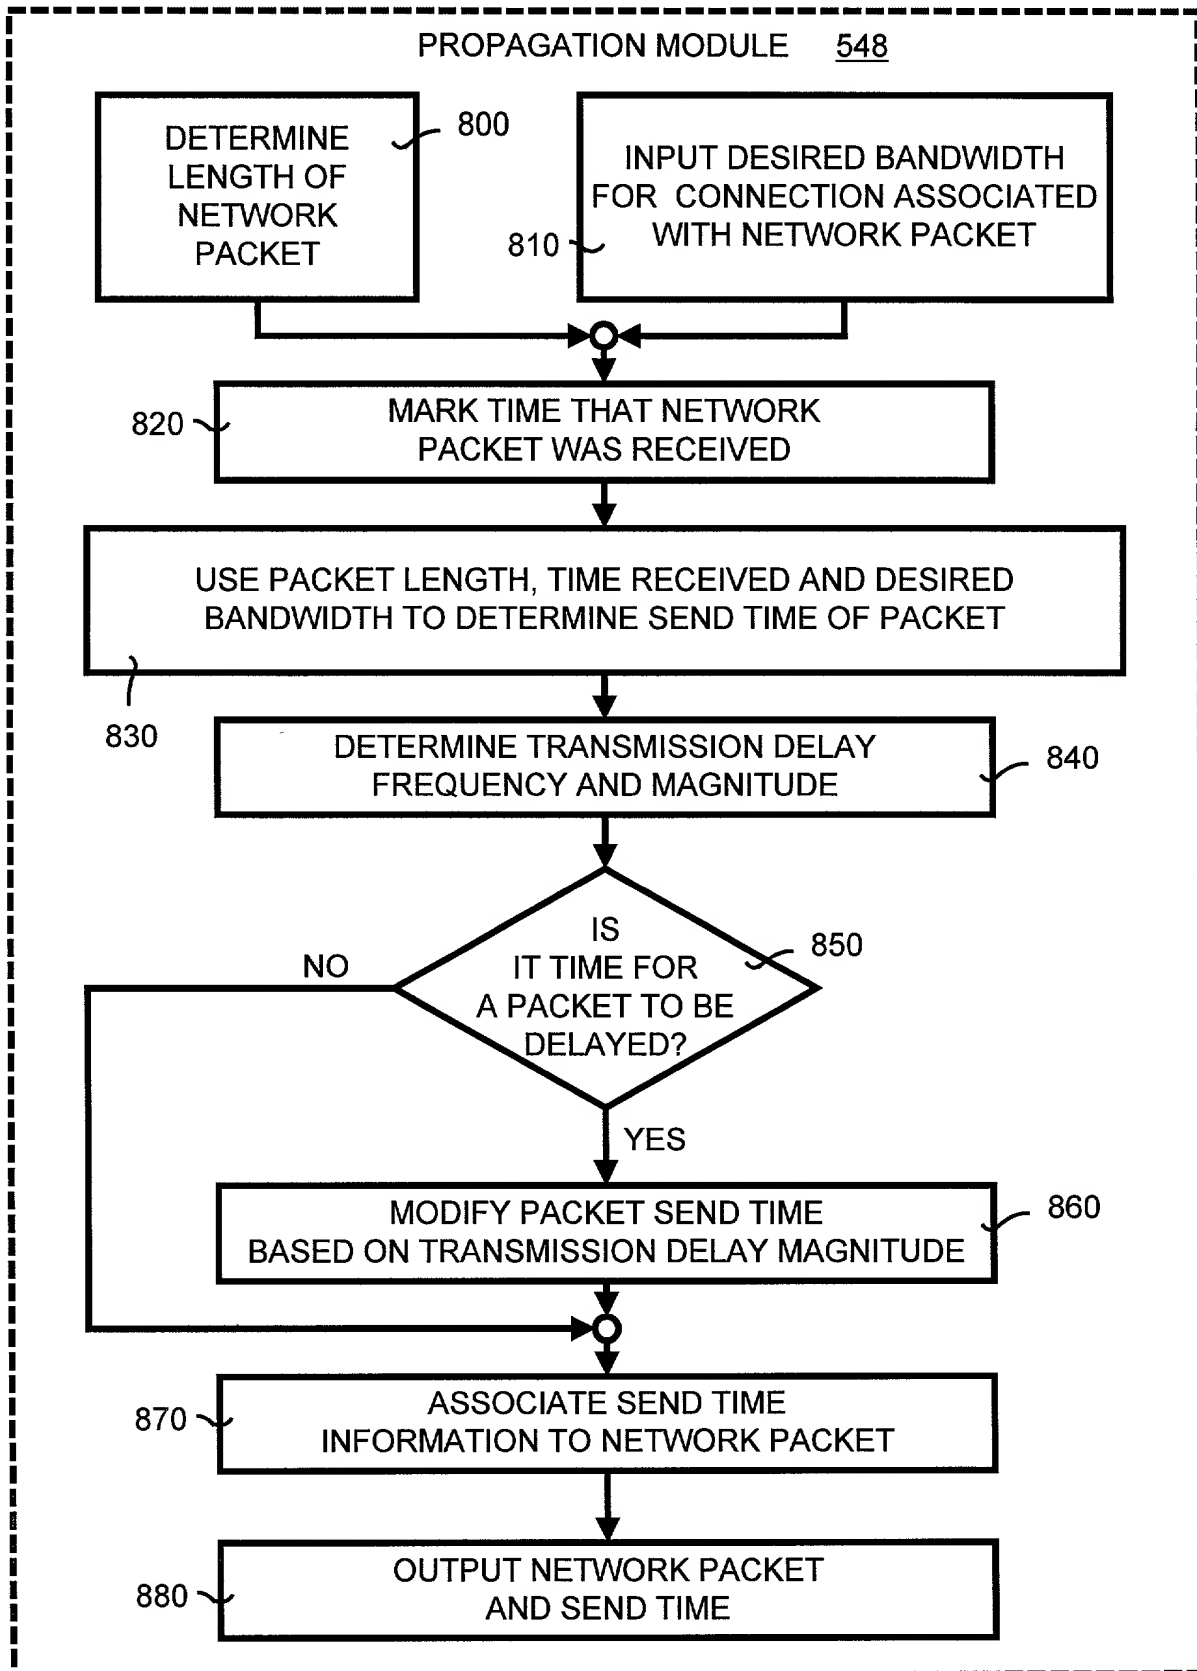 PROPAGATION MODULE 548
DETERMINE
LENGTH OF
NETWORK
PACKET
800
INPUT DESIRED BANDWIDTH
FOR CONNECTION ASSOCIATED
WITH NETWORK PACKET
810
MARK TIME THAT NETWORK
PACKET WAS RECEIVED
820
USE PACKET LENGTH, TIME RECEIVED AND DESIRED
BANDWIDTH TO DETERMINE SEND TIME OF PACKET
830
DETERMINE TRANSMISSION DELAY
FREQUENCY AND MAGNITUDE
840
IS
IT TIME FOR
A PACKET TO BE
DELAYED?
850
NO
YES
MODIFY PACKET SEND TIME
BASED ON TRANSMISSION DELAY MAGNITUDE
860
ASSOCIATE SEND TIME
INFORMATION TO NETWORK PACKET
870
OUTPUT NETWORK PACKET
AND SEND TIME
880